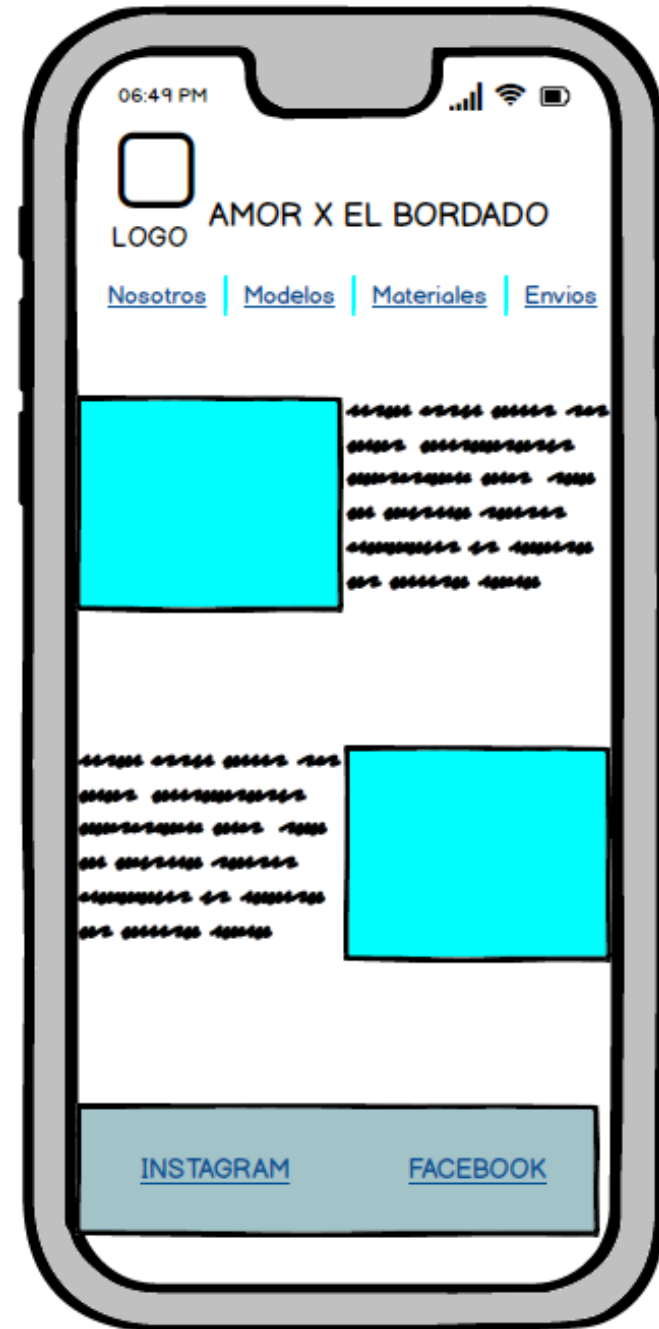 06:49 PM
AMOR X EL BORDADO
LOGO
Nosotros Modelos Materiales Envios
INSTAGRAM FACEBOOK